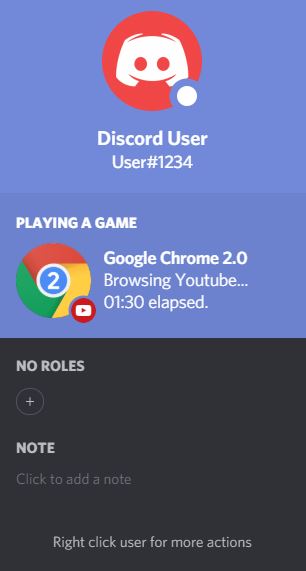 Discord User
User#1234
PLAYING A GAME
Google Chrome 2.0
2
Browsing Youtube...
01:30 elapsed.
NO ROLES
+
NOTE
Click to add a note
Right click user for more actions